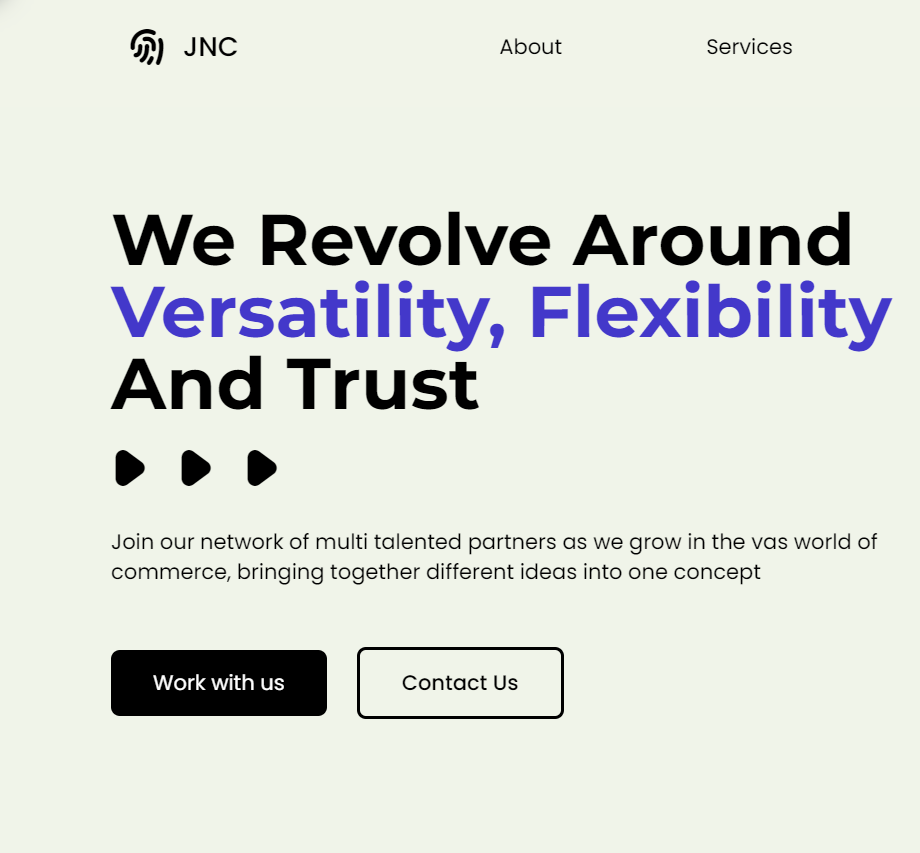 JNC
About
Services
We Revolve Around
Versatility, Flexibility
And Trust
Join our network of multi talented partners as we grow in the vas world of
commerce, bringing together different ideas into one concept
Work with us
Contact Us